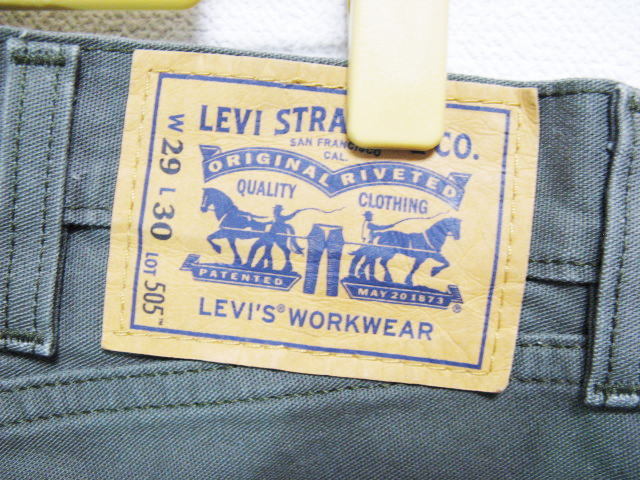 LEVI STRA CO.
SAN FRANCISCO
CAL.
ORIGINAL RIVETED
QUALITY CLOTHING
PATENTED MAY 20 1873
LEVI'S® WORKWEAR
W 29 L 30 LOT 505™